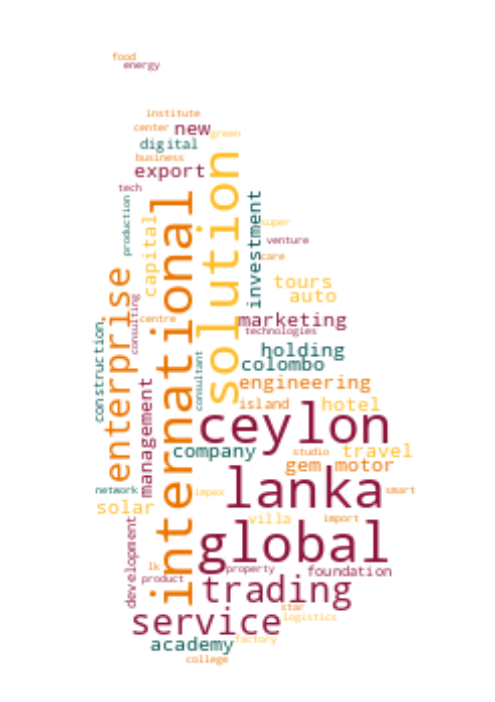 food
energy
institute
center
new
green
digital
business
export
tech
solution
international
production
capital
investment
super
venture
care
enterprise
tours
auto
consulting
centre
marketing
technologies
construction
holding
colombo
consultant
engineering
management
island
hotel
ceylon
company
studio
travel
gem
motor
lanka
network
impex
smart
solar
villa
import
development
global
lk
property
foundation
product
trading
star
service
logistics
academy
factory
college